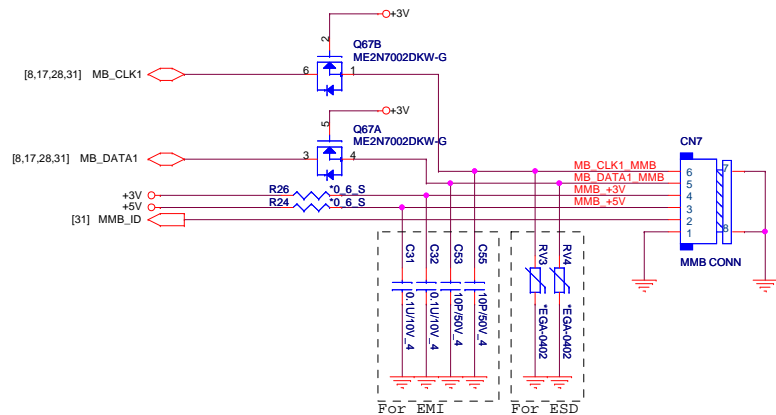 +3V
2
Q67B
ME2N7002DKW-G
[8,17,28,31] MB_CLK1
6
1
+3V
5
Q67A
ME2N7002DKW-G
[8,17,28,31] MB_DATA1
3
4
CN7
MB_CLK1_MMB
MB_DATA1_MMB
MMB_+3V
MMB_+5V
6
5
4
3
2
1
7
8
MMB CONN
+3V
R26
*0_6_S
+5V
R24
*0_6_S
[31] MMB_ID
C31
0.1U/10V_4
C32
0.1U/10V_4
C53
10P/50V_4
C55
10P/50V_4
RV3
*EGA-0402
RV4
*EGA-0402
For EMI
For ESD